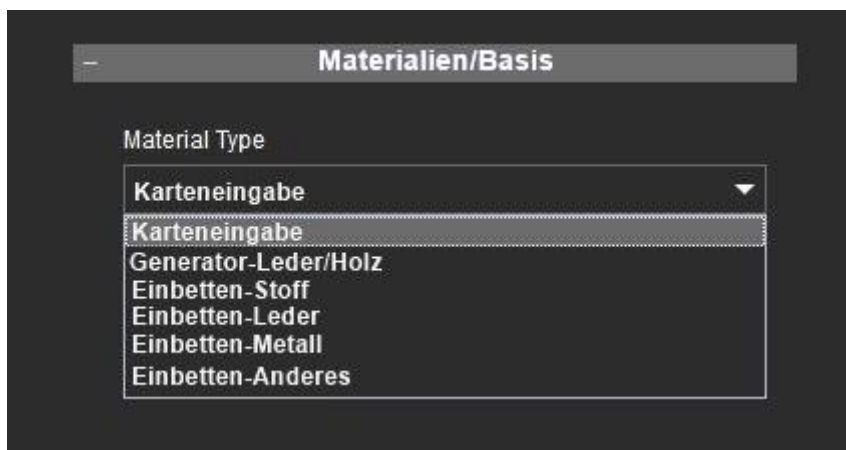 – Materialien/Basis
Material Type
Karteneingabe
Karteneingabe
Generator-Leder/Holz
Einbetten-Stoff
Einbetten-Leder
Einbetten-Metall
Einbetten-Anderes